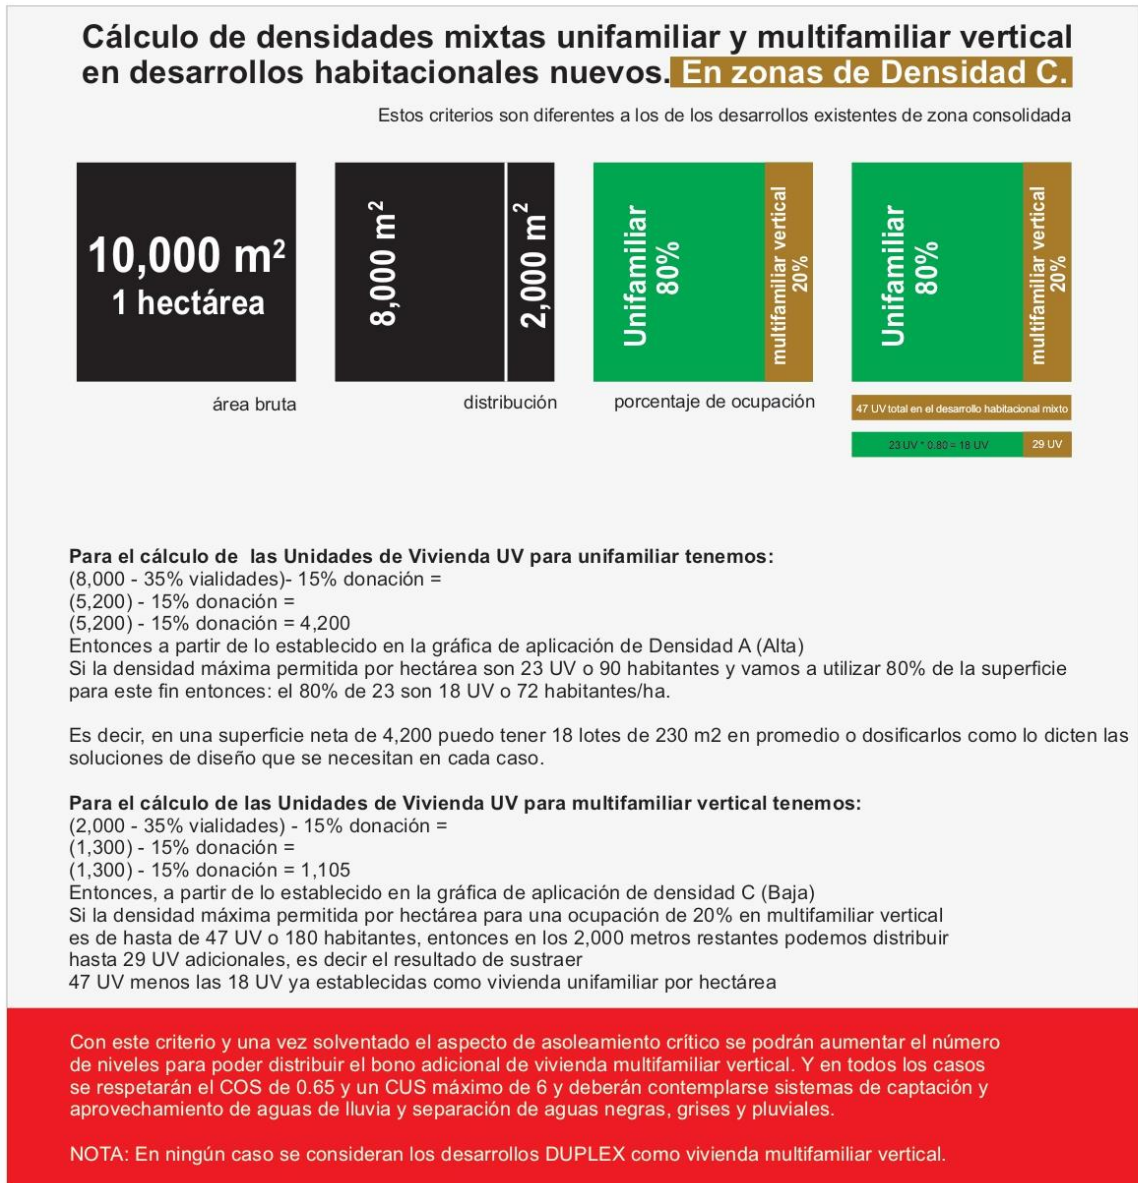 Cálculo de densidades mixtas unifamiliar y multifamiliar vertical
en desarrollos habitacionales nuevos. En zonas de Densidad C.
Estos criterios son diferentes a los de los desarrollos existentes de zona consolidada
10,000 m²
1 hectárea
área bruta
8,000 m²
2,000 m²
distribución
Unifamiliar
80%
multifamiliar vertical
20%
porcentaje de ocupación
Unifamiliar
80%
multifamiliar vertical
20%
47 UV total en el desarrollo habitacional mixto
23 UV * 0.80 = 18 UV
29 UV
Para el cálculo de las Unidades de Vivienda UV para unifamiliar tenemos:
(8,000 - 35% vialidades)- 15% donación =
(5,200) - 15% donación =
(5,200) - 15% donación = 4,200
Entonces a partir de lo establecido en la gráfica de aplicación de Densidad A (Alta)
Si la densidad máxima permitida por hectárea son 23 UV o 90 habitantes y vamos a utilizar 80% de la superficie
para este fin entonces: el 80% de 23 son 18 UV o 72 habitantes/ha.
Es decir, en una superficie neta de 4,200 puedo tener 18 lotes de 230 m2 en promedio o dosificarlos como lo dicten las
soluciones de diseño que se necesitan en cada caso.
Para el cálculo de las Unidades de Vivienda UV para multifamiliar vertical tenemos:
(2,000 - 35% vialidades) - 15% donación =
(1,300) - 15% donación =
(1,300) - 15% donación = 1,105
Entonces, a partir de lo establecido en la gráfica de aplicación de densidad C (Baja)
Si la densidad máxima permitida por hectárea para una ocupación de 20% en multifamiliar vertical
es de hasta de 47 UV o 180 habitantes, entonces en los 2,000 metros restantes podemos distribuir
hasta 29 UV adicionales, es decir el resultado de sustraer
47 UV menos las 18 UV ya establecidas como vivienda unifamiliar por hectárea
Con este criterio y una vez solventado el aspecto de asoleamiento crítico se podrán aumentar el número
de niveles para poder distribuir el bono adicional de vivienda multifamiliar vertical. Y en todos los casos
se respetarán el COS de 0.65 y un CUS máximo de 6 y deberán contemplarse sistemas de captación y
aprovechamiento de aguas de lluvia y separación de aguas negras, grises y pluviales.
NOTA: En ningún caso se consideran los desarrollos DUPLEX como vivienda multifamiliar vertical.